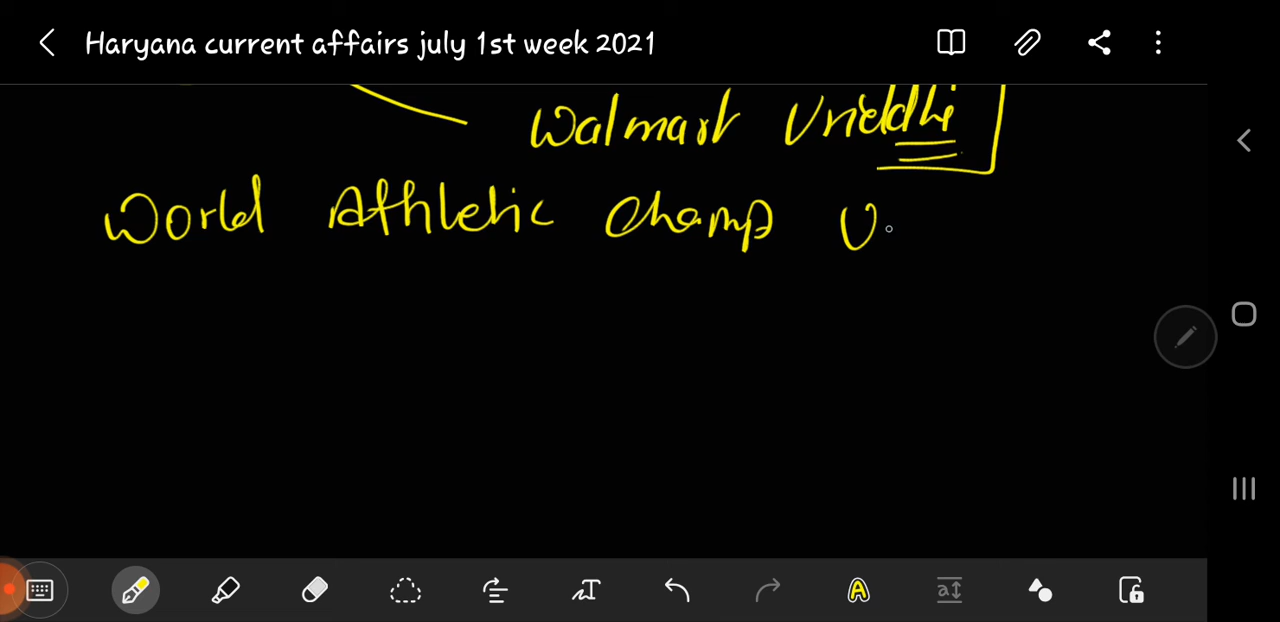 Haryana current affairs july 1st week 2021
Walmart Vriddhi
World Athletic Champ U